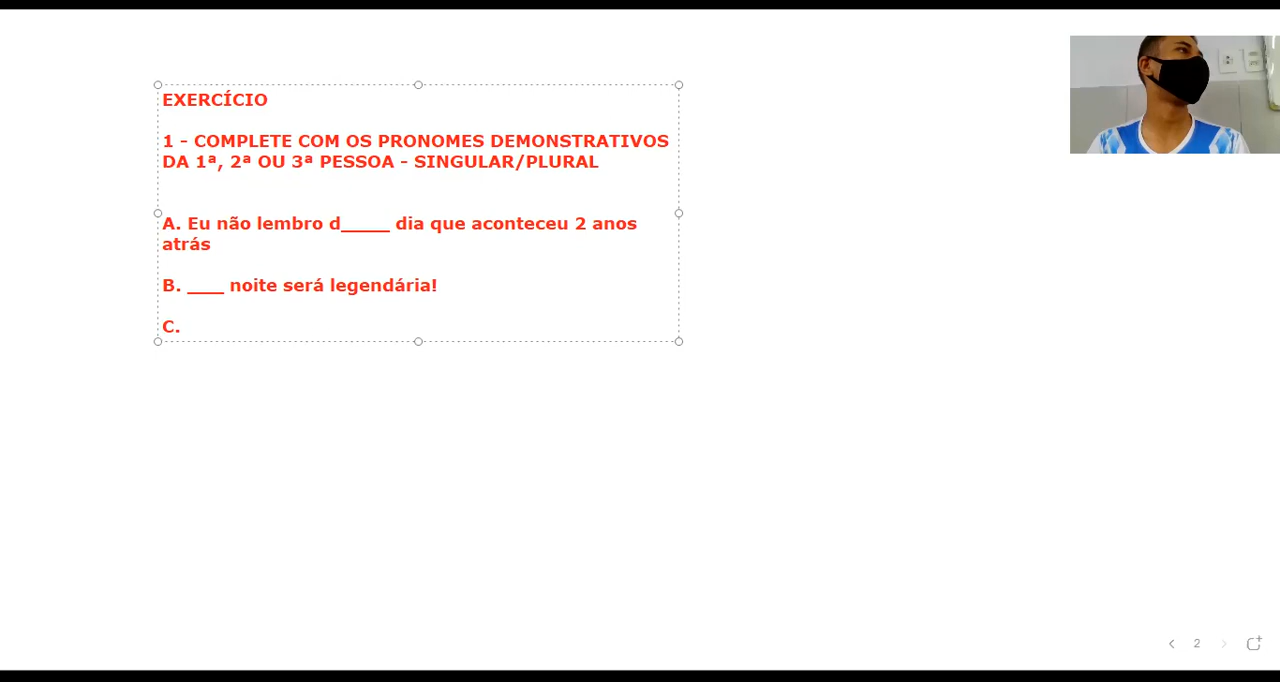 EXERCÍCIO
1 - COMPLETE COM OS PRONOMES DEMONSTRATIVOS
DA 1ª, 2ª OU 3ª PESSOA - SINGULAR/PLURAL
A. Eu não lembro d_____ dia que aconteceu 2 anos
atrás
B. ____ noite será legendária!
C.
2